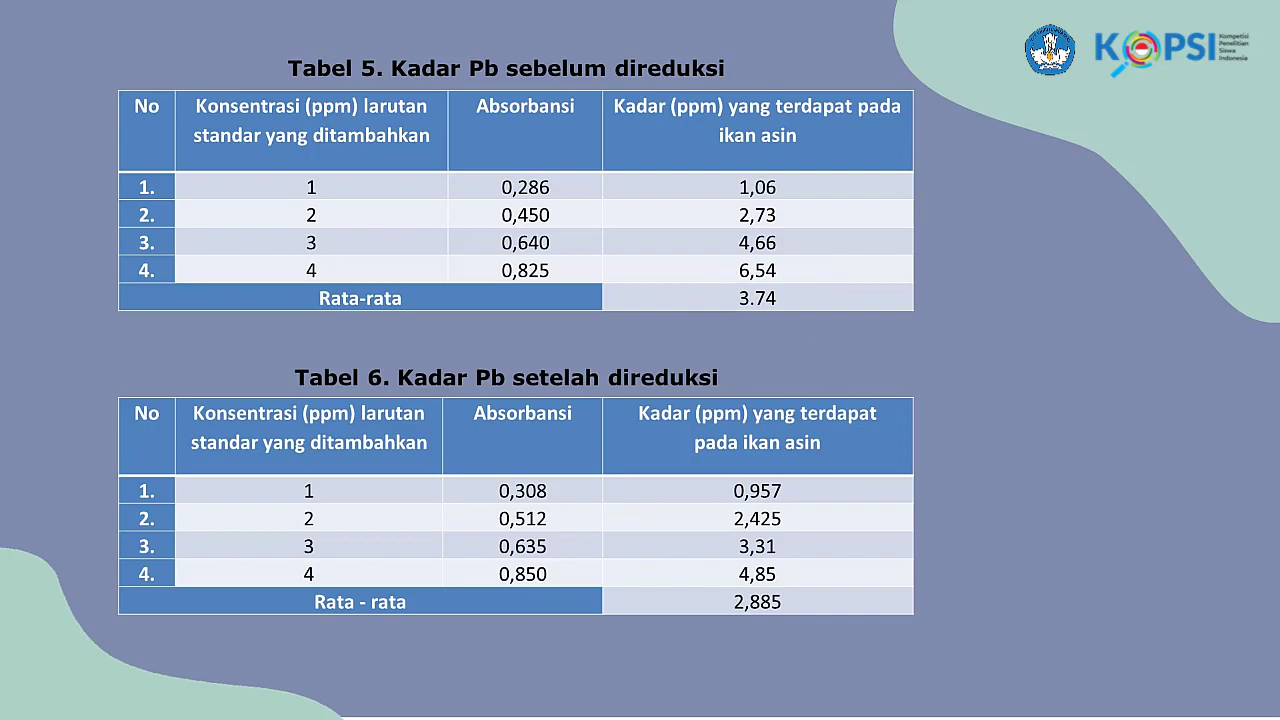 KOPSI
Kompetisi
Penelitian
Siswa
Indonesia
Tabel 5. Kadar Pb sebelum direduksi
No Konsentrasi (ppm) larutan standar yang ditambahkan Absorbansi Kadar (ppm) yang terdapat pada ikan asin
1. 1 0,286 1,06
2. 2 0,450 2,73
3. 3 0,640 4,66
4. 4 0,825 6,54
Rata-rata 3.74
Tabel 6. Kadar Pb setelah direduksi
No Konsentrasi (ppm) larutan standar yang ditambahkan Absorbansi Kadar (ppm) yang terdapat pada ikan asin
1. 1 0,308 0,957
2. 2 0,512 2,425
3. 3 0,635 3,31
4. 4 0,850 4,85
Rata - rata 2,885